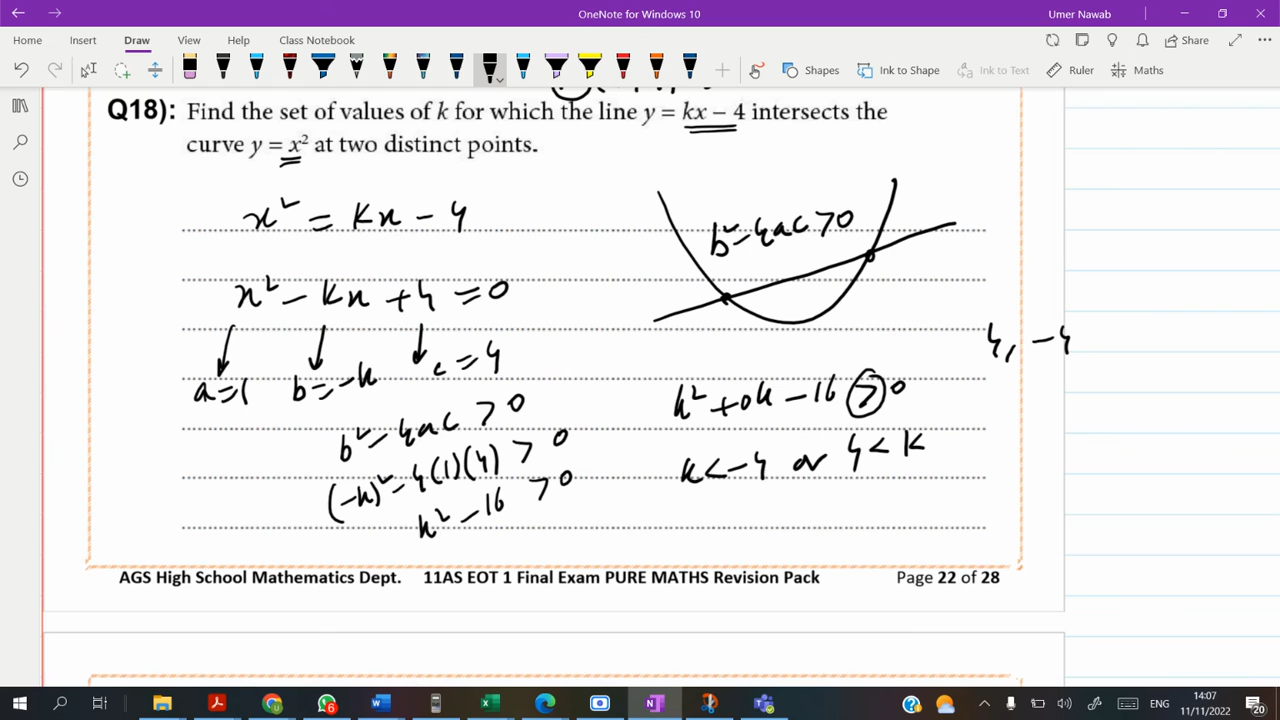 OneNote for Windows 10
Umer Nawab
Home Insert Draw View Help Class Notebook
Share
Shapes Ink to Shape Ink to Text Ruler Maths
Q18): Find the set of values of k for which the line y = kx − 4 intersects the
curve y = x² at two distinct points.
x² = kx − 4
x² − kx + 4 = 0
a=1 b=−k c=4
b²−4ac > 0
(−k)² − 4(1)(4) > 0
k² − 16 > 0
b²−4ac>0
4, −4
k² + 0k − 16 > 0
k<−4 or 4<k
AGS High School Mathematics Dept. 11AS EOT 1 Final Exam PURE MATHS Revision Pack Page 22 of 28
6
ENG
14:07
11/11/2022
20